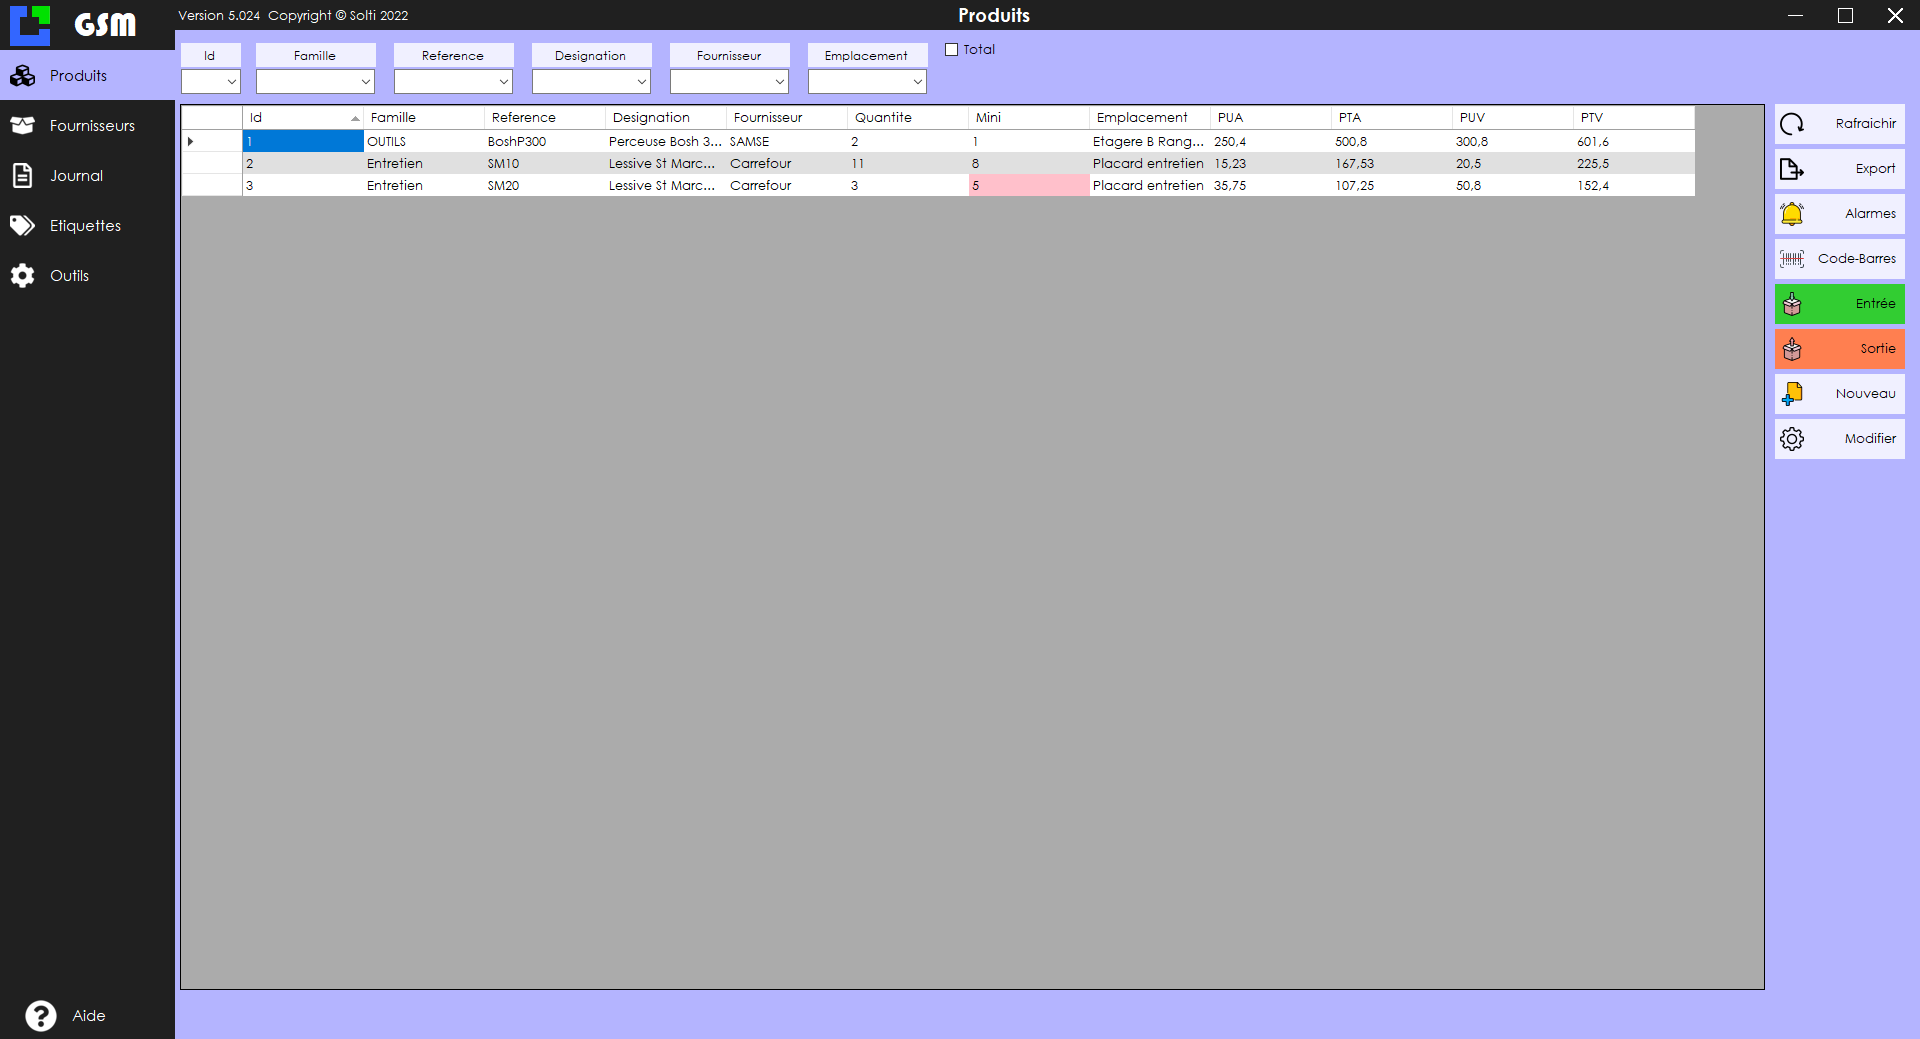 GSM
Version 5.024  Copyright © Solti 2022
Produits
Produits
Fournisseurs
Journal
Etiquettes
Outils
Aide
Id Famille Reference Designation Fournisseur Emplacement Total
Id Famille Reference Designation Fournisseur Quantite Mini Emplacement PUA PTA PUV PTV
1 OUTILS BoshP300 Perceuse Bosh 3... SAMSE 2 1 Etagere B Rang... 250,4 500,8 300,8 601,6
2 Entretien SM10 Lessive St Marc... Carrefour 11 8 Placard entretien 15,23 167,53 20,5 225,5
3 Entretien SM20 Lessive St Marc... Carrefour 3 5 Placard entretien 35,75 107,25 50,8 152,4
Rafraichir
Export
Alarmes
Code-Barres
Entrée
Sortie
Nouveau
Modifier